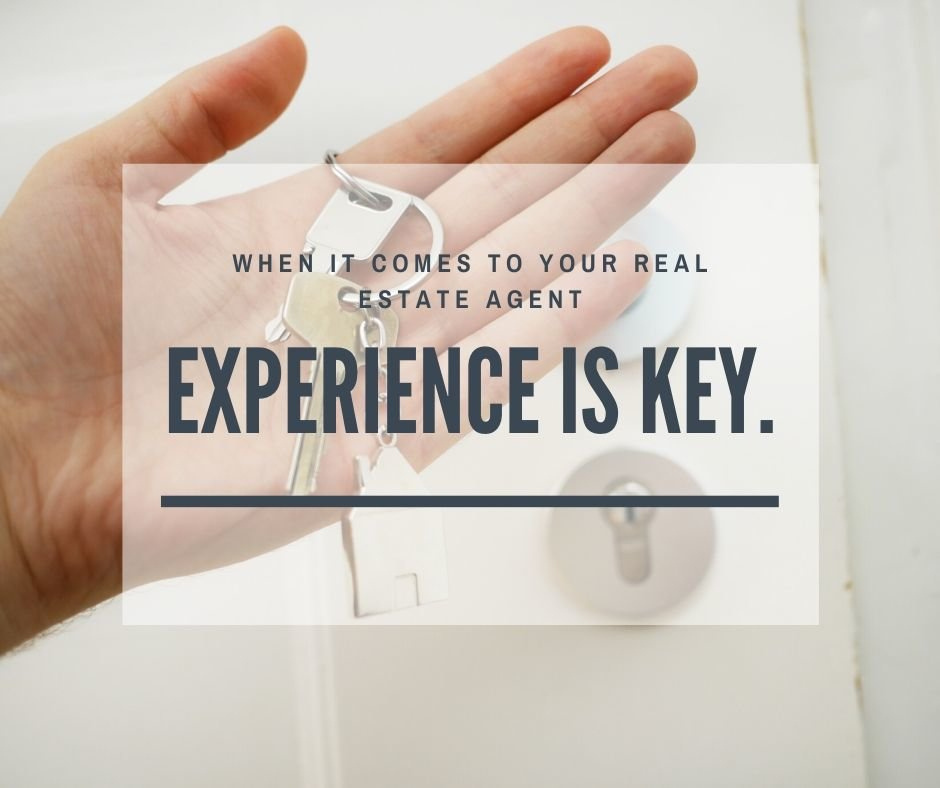 WHEN IT COMES TO YOUR REAL
ESTATE AGENT
EXPERIENCE IS KEY.